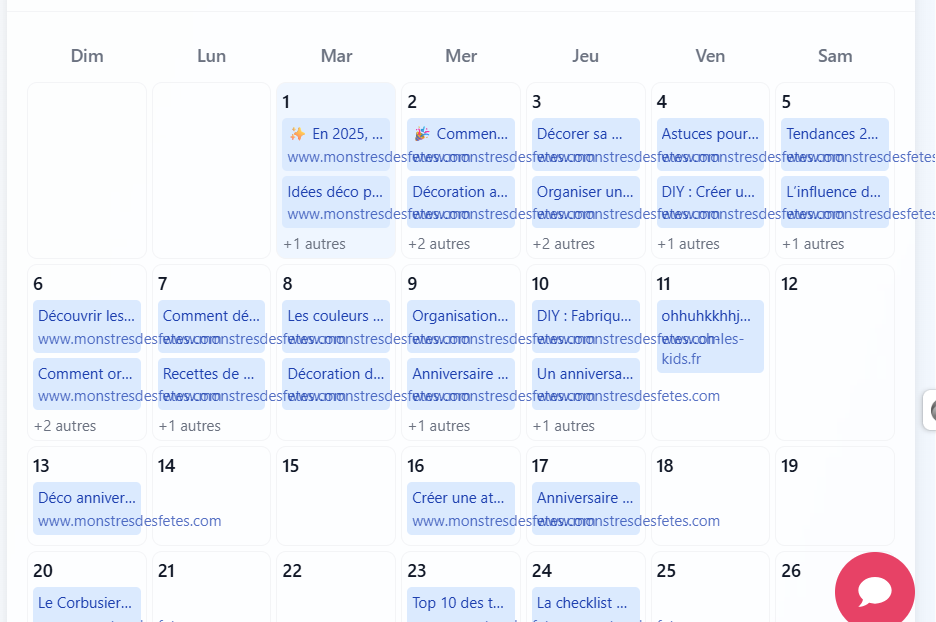 Dim Lun Mar Mer Jeu Ven Sam
1 2 3 4 5
✨ En 2025, ... 🎉 Commen... Décorer sa ... Astuces pour... Tendances 2...
www.monstresdesfetes.com www.monstresdesfetes.com www.monstresdesfetes.com www.monstresdesfetes.com www.monstresdesfetes
Idées déco p... Décoration a... Organiser un... DIY : Créer u... L'influence d...
www.monstresdesfetes.com www.monstresdesfetes.com www.monstresdesfetes.com www.monstresdesfetes.com www.monstresdesfetes
+1 autres +2 autres +2 autres +1 autres +1 autres
6 7 8 9 10 11 12
Découvrir les... Comment dé... Les couleurs ... Organisation... DIY : Fabriqu... ohhuhkkhhj...
www.monstresdesfetes.com www.monstresdesfetes.com www.monstresdesfetes.com www.monstresdesfetes.com www.monstresdesfetes.com www.oh-les-
kids.fr
Comment or... Recettes de ... Décoration d... Anniversaire ... Un anniversa...
www.monstresdesfetes.com www.monstresdesfetes.com www.monstresdesfetes.com www.monstresdesfetes.com www.monstresdesfetes.com
+2 autres +1 autres +1 autres +1 autres
13 14 15 16 17 18 19
Déco anniver... Créer une at... Anniversaire ...
www.monstresdesfetes.com www.monstresdesfetes.com www.monstresdesfetes.com
20 21 22 23 24 25 26
Le Corbusier... Top 10 des t... La checklist ...